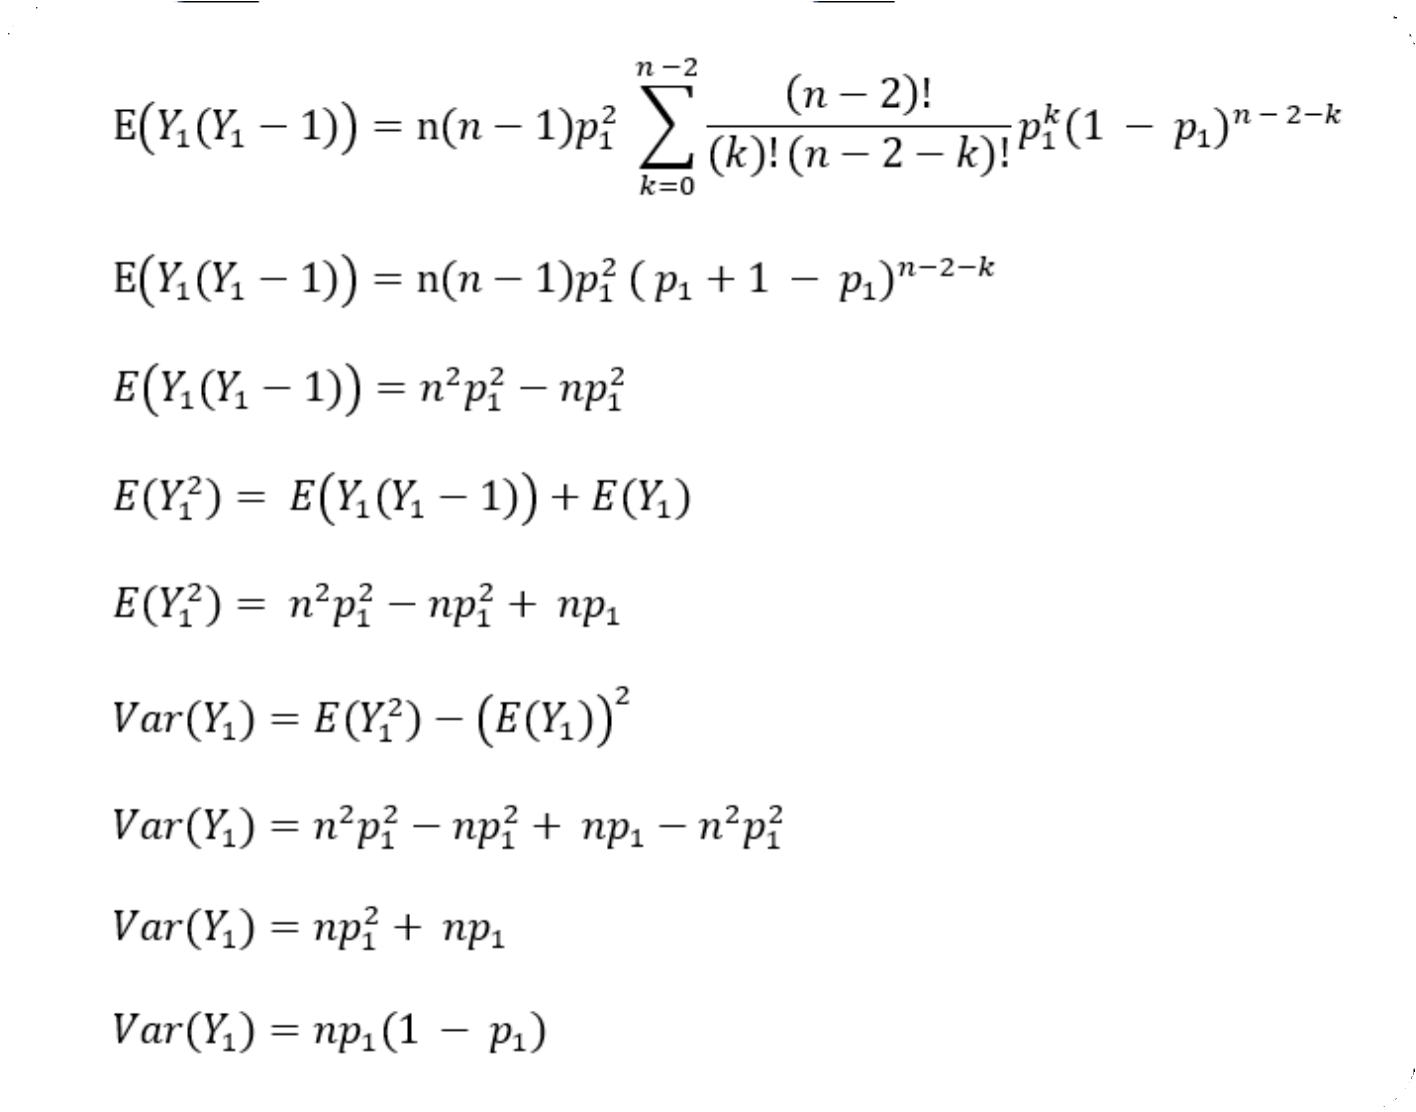 E(Y₁(Y₁ − 1)) = n(n − 1)p₁² ∑_{k=0}^{n−2} (n − 2)! / ((k)! (n − 2 − k)!) p₁ᵏ(1 − p₁)ⁿ⁻²⁻ᵏ
E(Y₁(Y₁ − 1)) = n(n − 1)p₁² ( p₁ + 1 − p₁)ⁿ⁻²⁻ᵏ
E(Y₁(Y₁ − 1)) = n²p₁² − np₁²
E(Y₁²) = E(Y₁(Y₁ − 1)) + E(Y₁)
E(Y₁²) = n²p₁² − np₁² + np₁
Var(Y₁) = E(Y₁²) − (E(Y₁))²
Var(Y₁) = n²p₁² − np₁² + np₁ − n²p₁²
Var(Y₁) = np₁² + np₁
Var(Y₁) = np₁(1 − p₁)